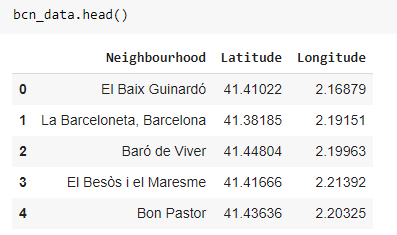 bcn_data.head()
Neighbourhood Latitude Longitude
0 El Baix Guinardó 41.41022 2.16879
1 La Barceloneta, Barcelona 41.38185 2.19151
2 Baró de Viver 41.44804 2.19963
3 El Besòs i el Maresme 41.41666 2.21392
4 Bon Pastor 41.43636 2.20325